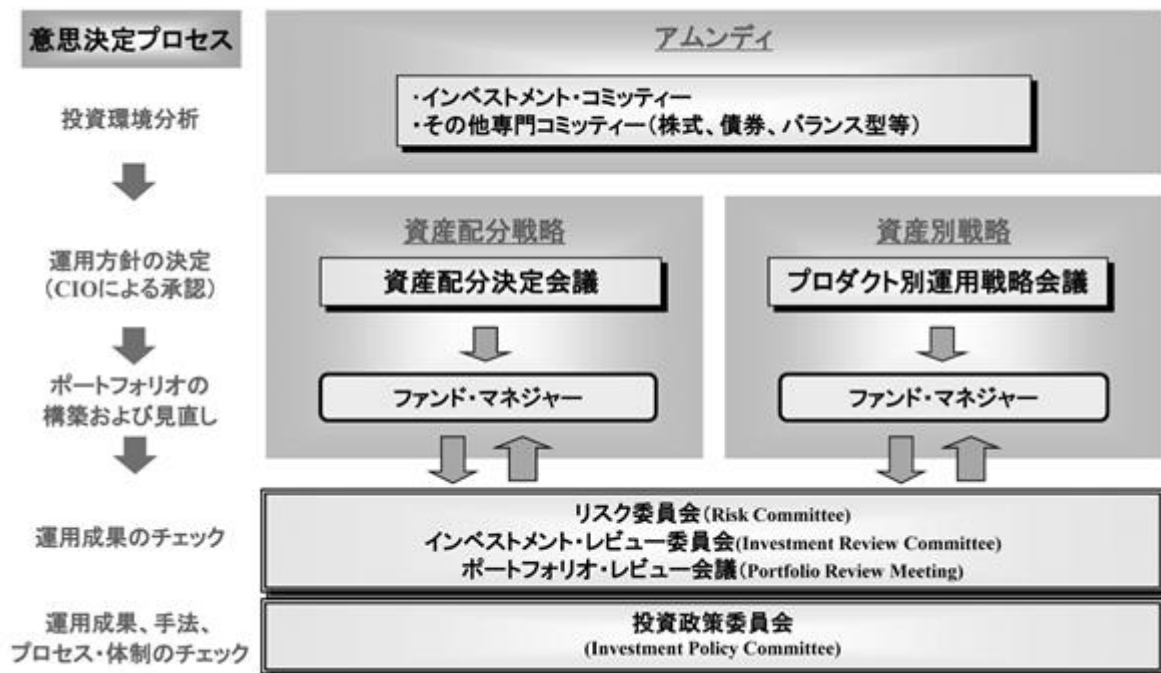 意思決定プロセス
アムンディ
投資環境分析
・インベストメント・コミッティー
・その他専門コミッティー(株式、債券、バランス型等)
運用方針の決定
(CIOによる承認)
資産配分戦略
資産配分決定会議
資産別戦略
プロダクト別運用戦略会議
ポートフォリオの
構築および見直し
ファンド・マネジャー
ファンド・マネジャー
運用成果のチェック
リスク委員会(Risk Committee)
インベストメント・レビュー委員会(Investment Review Committee)
ポートフォリオ・レビュー会議(Portfolio Review Meeting)
運用成果、手法、
プロセス・体制のチェック
投資政策委員会
(Investment Policy Committee)